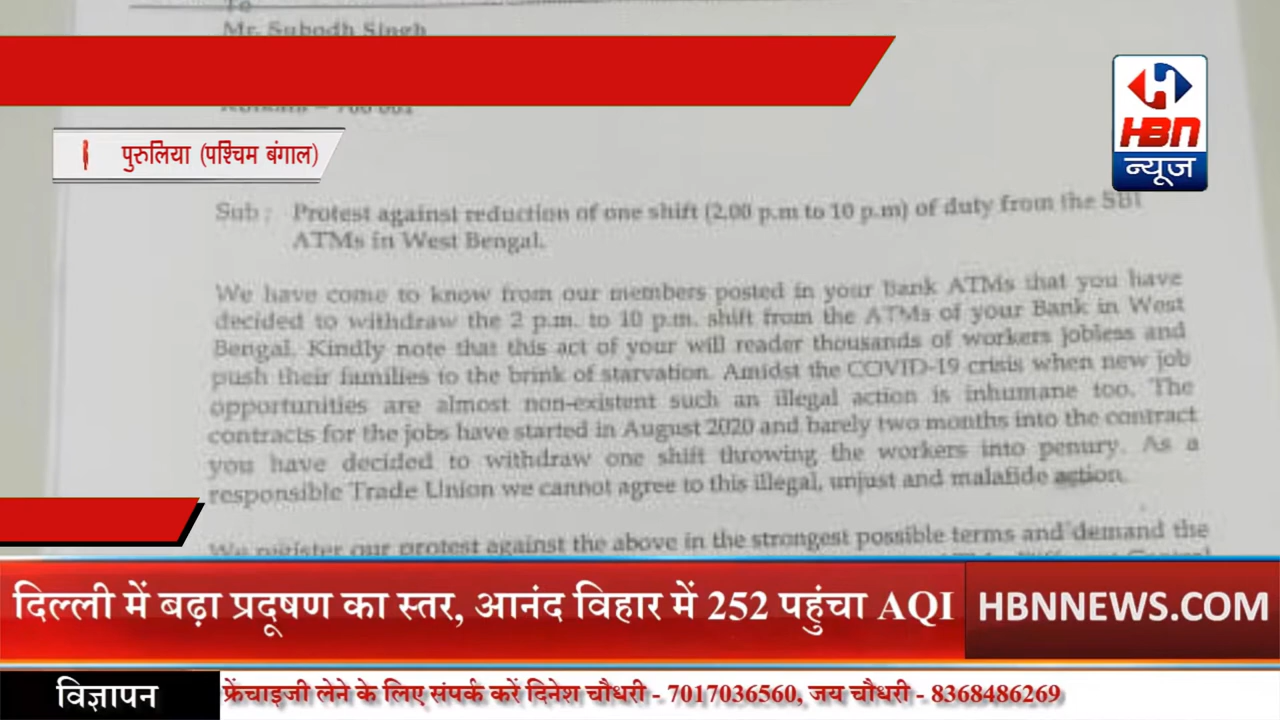 To
Mr. Subodh Singh
HBN
न्यूज
पुरुलिया (पश्चिम बंगाल)
Sub : Protest against reduction of one shift (2.00 p.m to 10 p.m) of duty from the SBI
ATMs in West Bengal.
We have come to know from our members posted in your Bank ATMs that you have
decided to withdraw the 2 p.m. to 10 p.m. shift from the ATMs of your Bank in West
Bengal. Kindly note that this act of your will reader thousands of workers jobless and
push their families to the brink of starvation. Amidst the COVID-19 crisis when new job
opportunities are almost non-existent such an illegal action is inhumane too. The
contracts for the jobs have started in August 2020 and barely two months into the contract
you have decided to withdraw one shift throwing the workers into penury. As a
responsible Trade Union we cannot agree to this illegal, unjust and malafide action.
We register our protest against the above in the strongest possible terms and demand the
दिल्ली में बढ़ा प्रदूषण का स्तर, आनंद विहार में 252 पहुंचा AQI
HBNNEWS.COM
विज्ञापन
फ्रेंचाइजी लेने के लिए संपर्क करें दिनेश चौधरी - 7017036560, जय चौधरी - 8368486269